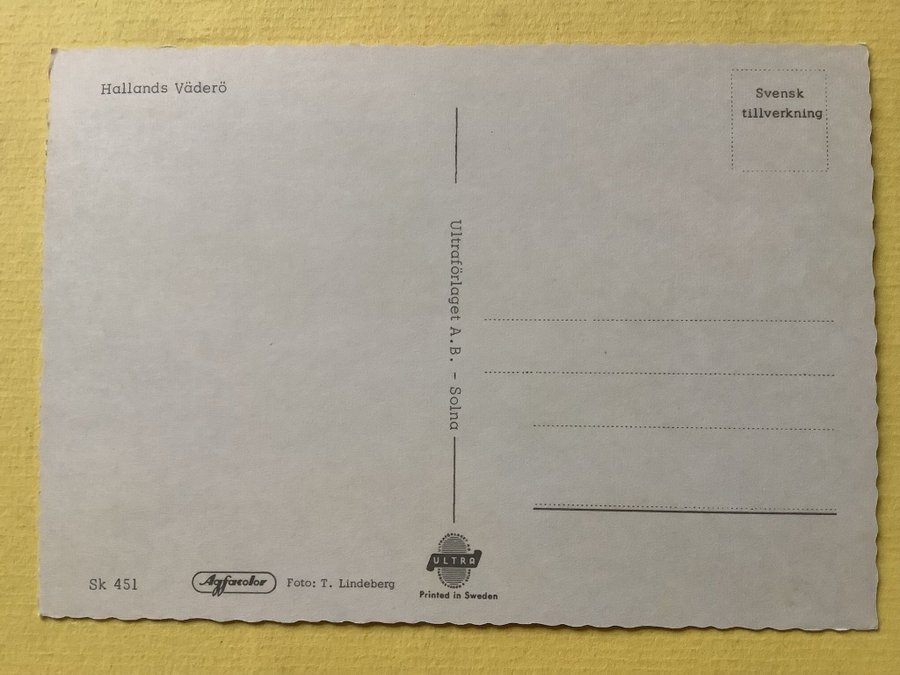 Hallands Väderö
Svensk
tillverkning
Ultraförlaget A.B. - Solna
Sk 451
Agfacolor
Foto: T. Lindeberg
ULTRA
Printed in Sweden